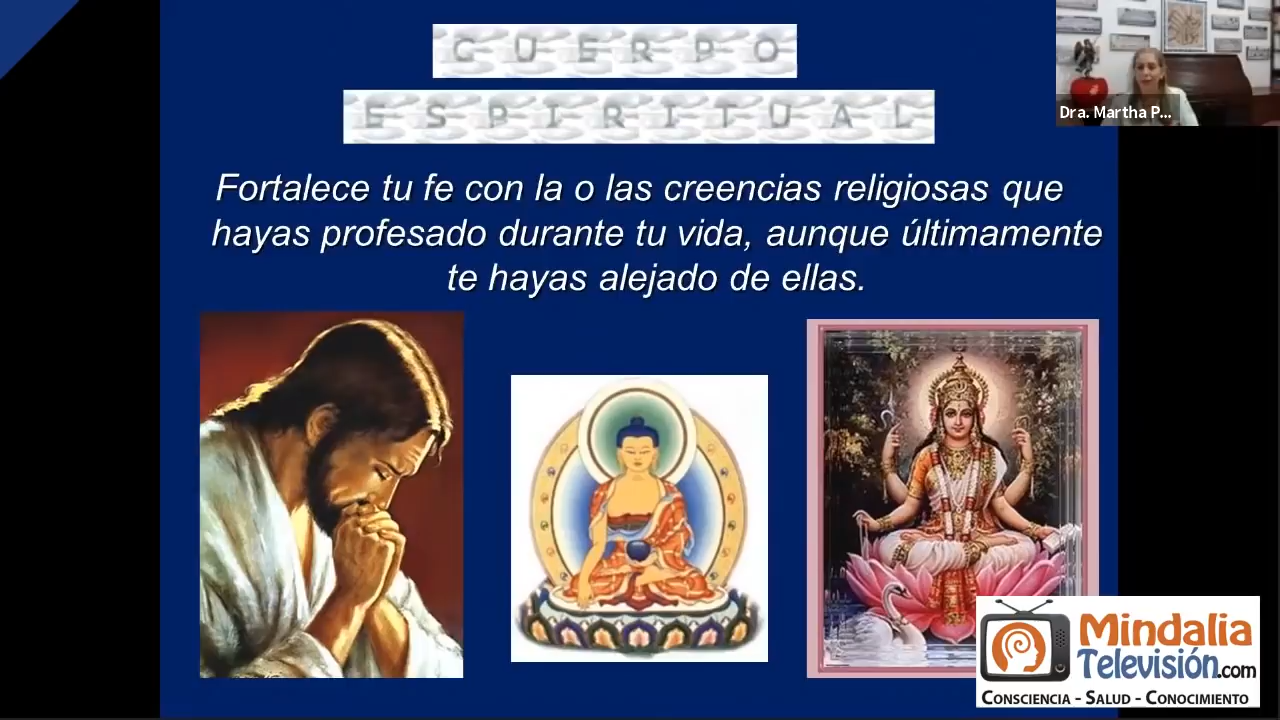 CUERPO
ESPIRITUAL
Dra. Martha P...
Fortalece tu fe con la o las creencias religiosas que
hayas profesado durante tu vida, aunque últimamente
te hayas alejado de ellas.
Mindalia
Televisión.com
Consciencia - Salud - Conocimiento